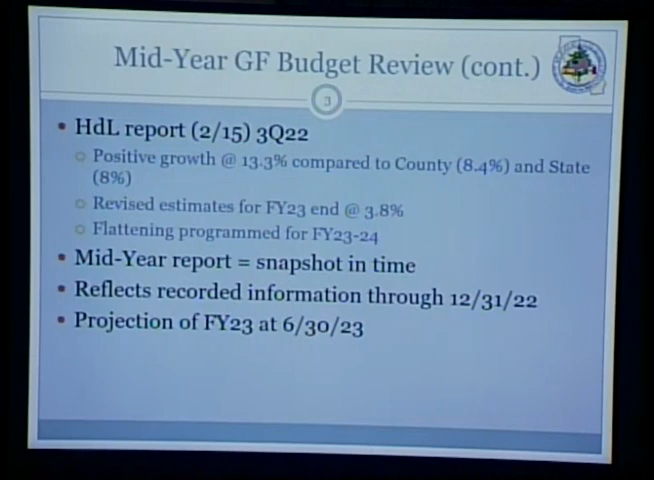 Mid-Year GF Budget Review (cont.)
3
• HdL report (2/15) 3Q22
○ Positive growth @ 13.3% compared to County (8.4%) and State
(8%)
○ Revised estimates for FY23 end @ 3.8%
○ Flattening programmed for FY23-24
• Mid-Year report = snapshot in time
• Reflects recorded information through 12/31/22
• Projection of FY23 at 6/30/23